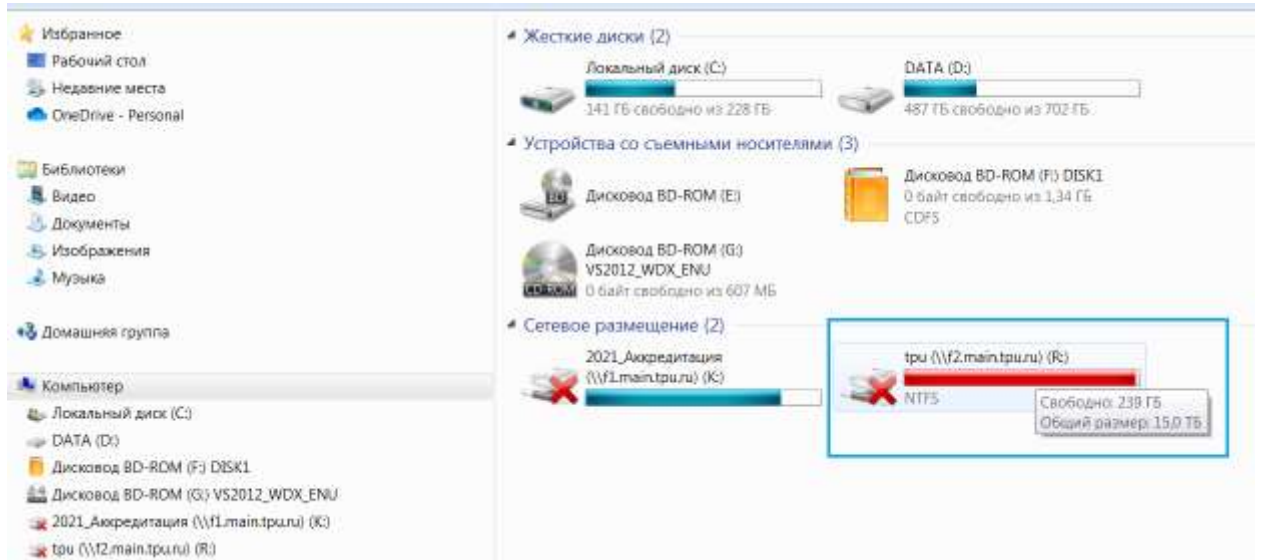 Избранное
Рабочий стол
Недавние места
OneDrive - Personal
Библиотеки
Видео
Документы
Изображения
Музыка
Домашняя группа
Компьютер
Локальный диск (C:)
DATA (D:)
Дисковод BD-ROM (F:) DISK1
Дисковод BD-ROM (G:) VS2012_WDX_ENU
2021_Аккредитация (\\f1.main.tpu.ru) (K:)
tpu (\\f2.main.tpu.ru) (R:)
Жесткие диски (2)
Локальный диск (C:)
141 ГБ свободно из 228 ГБ
DATA (D:)
487 ГБ свободно из 702 ГБ
Устройства со съемными носителями (3)
BD
Дисковод BD-ROM (E:)
Дисковод BD-ROM (F:) DISK1
0 байт свободно из 1,34 ГБ
CDFS
CD-ROM
Дисковод BD-ROM (G:)
VS2012_WDX_ENU
0 байт свободно из 607 МБ
Сетевое размещение (2)
2021_Аккредитация
(\\f1.main.tpu.ru) (K:)
tpu (\\f2.main.tpu.ru) (R:)
NTFS
Свободно: 239 ГБ
Общий размер: 15,0 ТБ